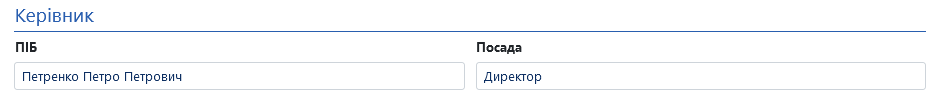 Керівник
ПІБ Посада
Петренко Петро Петрович Директор